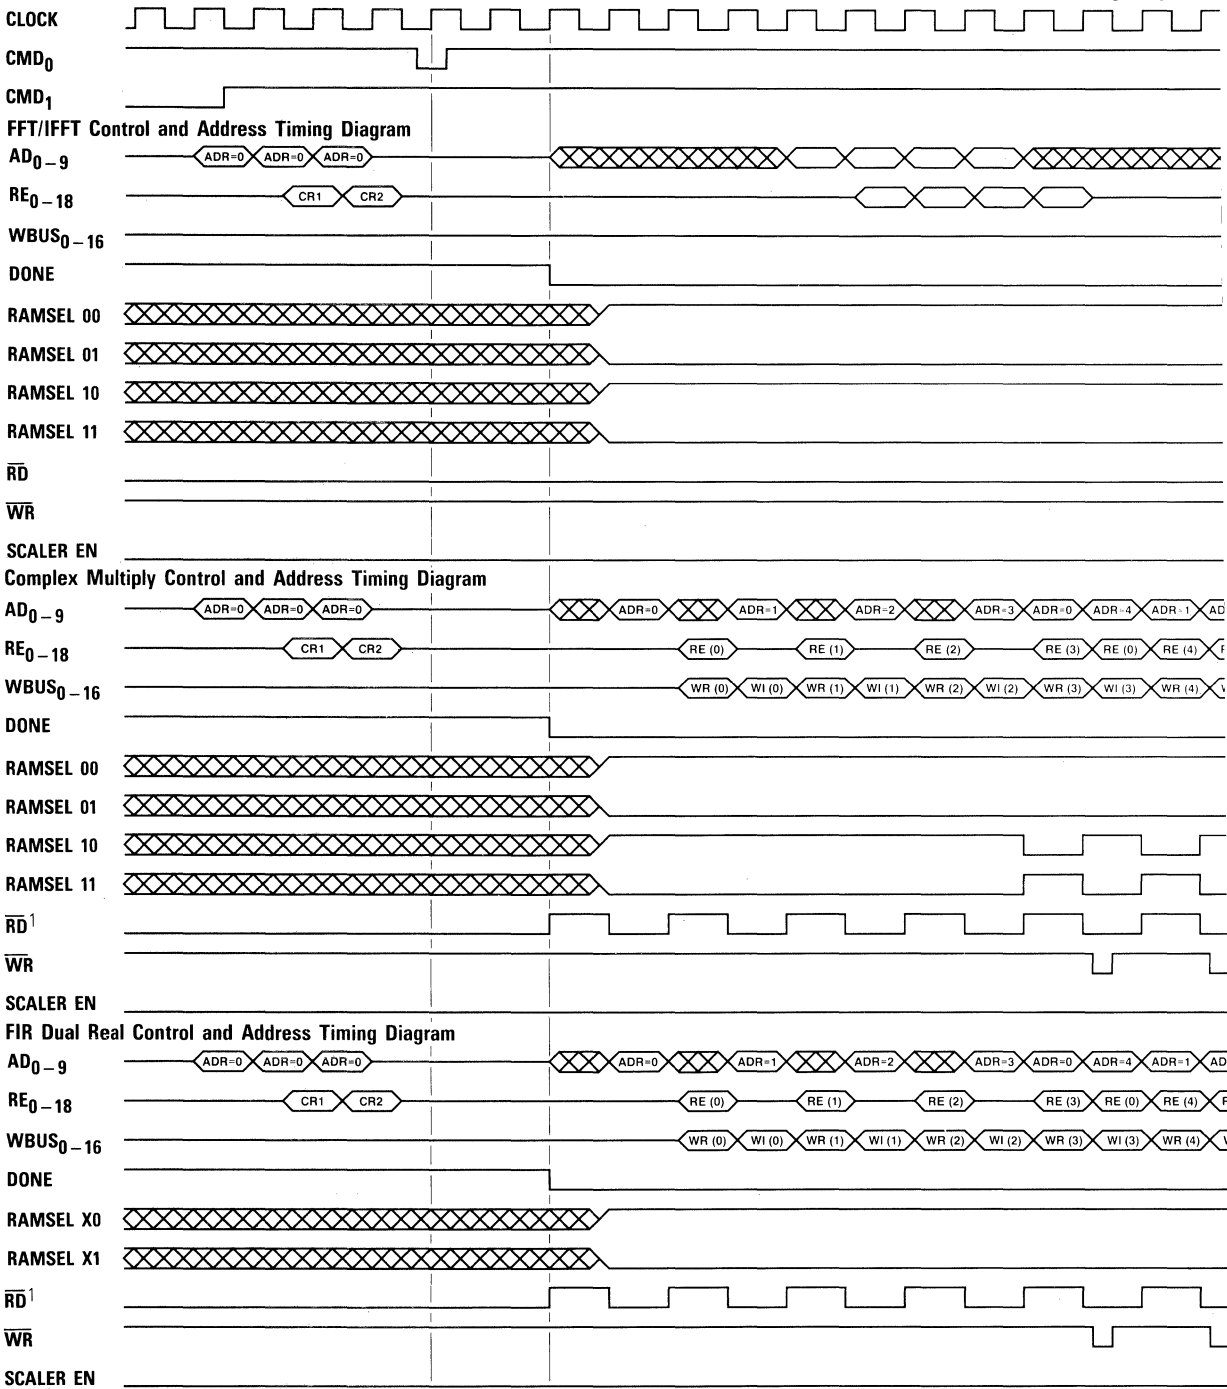 CLOCK
CMD0
CMD1
FFT/IFFT Control and Address Timing Diagram
AD0–9 ADR=0 ADR=0 ADR=0
RE0–18 CR1 CR2
WBUS0–16
DONE
RAMSEL 00
RAMSEL 01
RAMSEL 10
RAMSEL 11
RD
WR
SCALER EN
Complex Multiply Control and Address Timing Diagram
AD0–9 ADR=0 ADR=0 ADR=0 ADR=0 ADR=1 ADR=2 ADR=3 ADR=0 ADR=4 ADR=1 AD
RE0–18 CR1 CR2 RE (0) RE (1) RE (2) RE (3) RE (0) RE (4)
WBUS0–16 WR (0) WI (0) WR (1) WI (1) WR (2) WI (2) WR (3) WI (3) WR (4)
DONE
RAMSEL 00
RAMSEL 01
RAMSEL 10
RAMSEL 11
RD1
WR
SCALER EN
FIR Dual Real Control and Address Timing Diagram
AD0–9 ADR=0 ADR=0 ADR=0 ADR=0 ADR=1 ADR=2 ADR=3 ADR=0 ADR=4 ADR=1 AD
RE0–18 CR1 CR2 RE (0) RE (1) RE (2) RE (3) RE (0) RE (4)
WBUS0–16 WR (0) WI (0) WR (1) WI (1) WR (2) WI (2) WR (3) WI (3) WR (4)
DONE
RAMSEL X0
RAMSEL X1
RD1
WR
SCALER EN